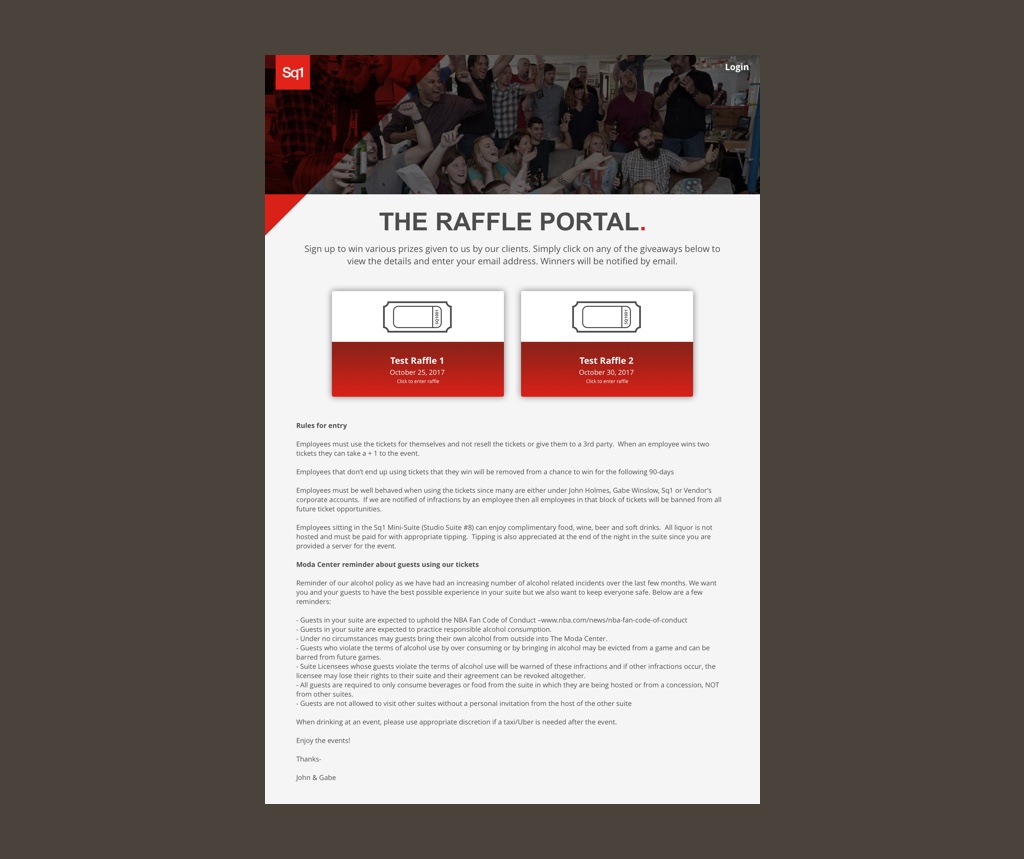 Sq1
Login
THE RAFFLE PORTAL.
Sign up to win various prizes given to us by our clients. Simply click on any of the giveaways below to
view the details and enter your email address. Winners will be notified by email.
SQ1001
SQ1001
Test Raffle 1
October 25, 2017
Click to enter raffle
Test Raffle 2
October 30, 2017
Click to enter raffle
Rules for entry
Employees must use the tickets for themselves and not resell the tickets or give them to a 3rd party.  When an employee wins two
tickets they can take a + 1 to the event.
Employees that don't end up using tickets that they win will be removed from a chance to win for the following 90-days
Employees must be well behaved when using the tickets since many are either under John Holmes, Gabe Winslow, Sq1 or Vendor's
corporate accounts.  If we are notified of infractions by an employee then all employees in that block of tickets will be banned from all
future ticket opportunities.
Employees sitting in the Sq1 Mini-Suite (Studio Suite #8) can enjoy complimentary food, wine, beer and soft drinks.  All liquor is not
hosted and must be paid for with appropriate tipping.  Tipping is also appreciated at the end of the night in the suite since you are
provided a server for the event.
Moda Center reminder about guests using our tickets
Reminder of our alcohol policy as we have had an increasing number of alcohol related incidents over the last few months. We want
you and your guests to have the best possible experience in your suite but we also want to keep everyone safe. Below are a few
reminders:
- Guests in your suite are expected to uphold the NBA Fan Code of Conduct –www.nba.com/news/nba-fan-code-of-conduct
- Guests in your suite are expected to practice responsible alcohol consumption.
- Under no circumstances may guests bring their own alcohol from outside into The Moda Center.
- Guests who violate the terms of alcohol use by over consuming or by bringing in alcohol may be evicted from a game and can be
barred from future games.
- Suite Licensees whose guests violate the terms of alcohol use will be warned of these infractions and if other infractions occur, the
licensee may lose their rights to their suite and their agreement can be revoked altogether.
- All guests are required to only consume beverages or food from the suite in which they are being hosted or from a concession, NOT
from other suites.
- Guests are not allowed to visit other suites without a personal invitation from the host of the other suite
When drinking at an event, please use appropriate discretion if a taxi/Uber is needed after the event.
Enjoy the events!
Thanks-
John & Gabe